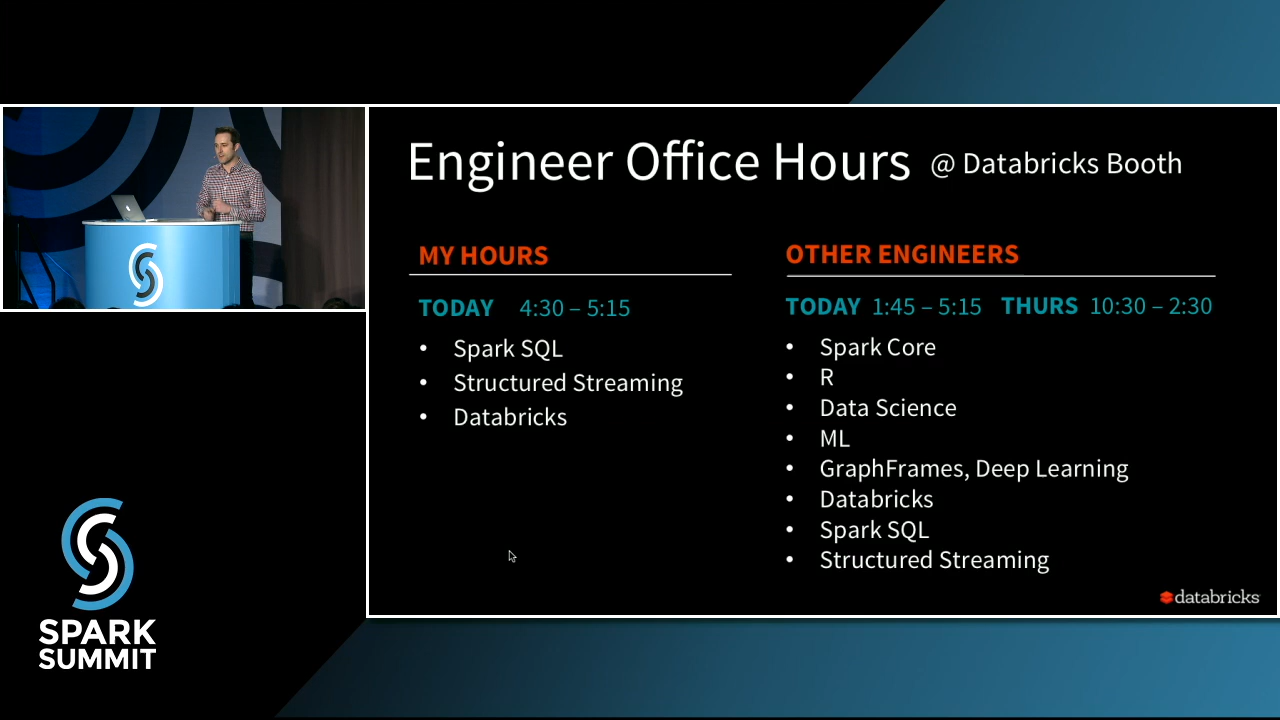 Engineer Office Hours @ Databricks Booth
MY HOURS
TODAY 4:30 – 5:15
• Spark SQL
• Structured Streaming
• Databricks
OTHER ENGINEERS
TODAY 1:45 – 5:15 THURS 10:30 – 2:30
• Spark Core
• R
• Data Science
• ML
• GraphFrames, Deep Learning
• Databricks
• Spark SQL
• Structured Streaming
databricks
SPARK
SUMMIT